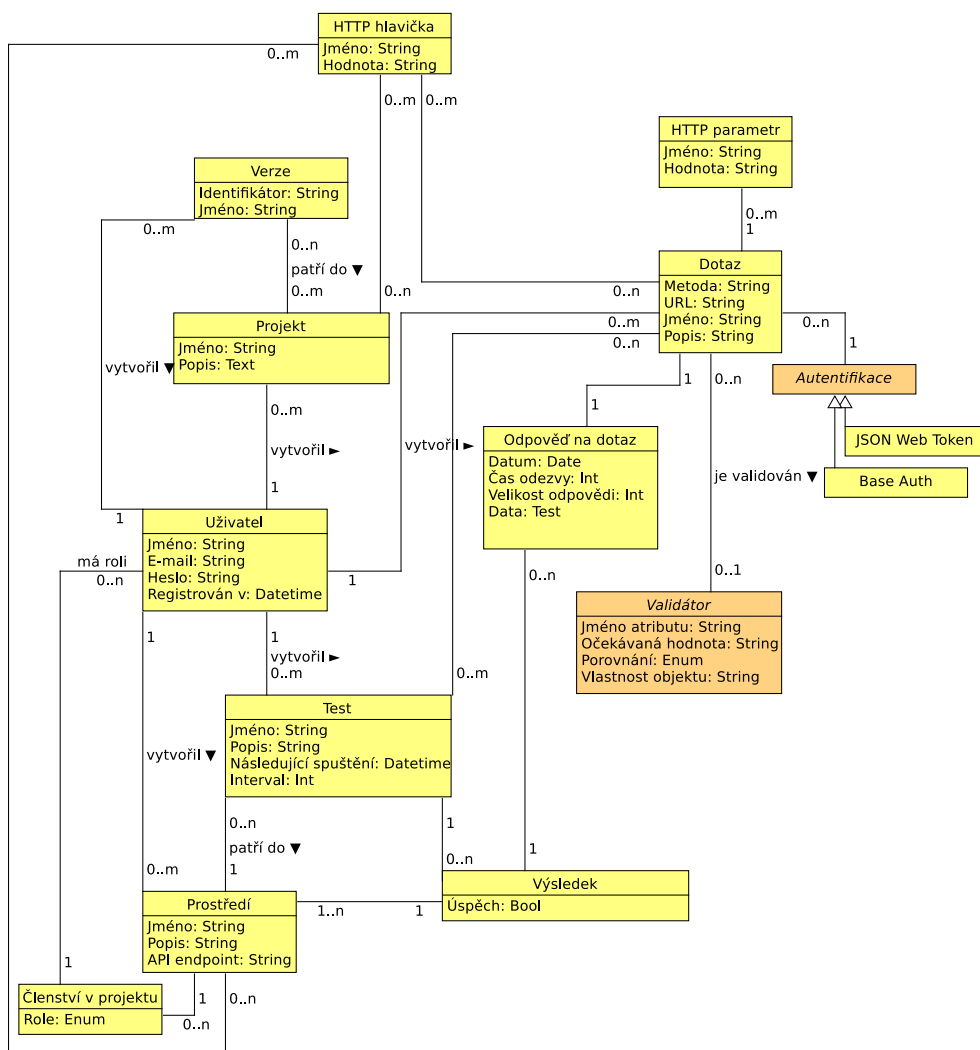 HTTP hlavička
Jméno: String
Hodnota: String
0..m
0..m
0..m
HTTP parametr
Jméno: String
Hodnota: String
0..m
1
Verze
Identifikátor: String
Jméno: String
0..m
0..n
patří do ▼
0..m
0..n
Dotaz
Metoda: String
URL: String
Jméno: String
Popis: String
0..n
0..m
0..n
0..n
1
Projekt
Jméno: String
Popis: Text
vytvořil ▼
0..m
vytvořil ►
1
1
vytvořil ►
1
1
0..n
Autentifikace
JSON Web Token
Base Auth
Odpověď na dotaz
Datum: Date
Čas odezvy: Int
Velikost odpovědi: Int
Data: Test
je validován ▼
0..1
Uživatel
Jméno: String
E-mail: String
Heslo: String
Registrován v: Datetime
má roli
0..n
1
0..n
Validátor
Jméno atributu: String
Očekávaná hodnota: String
Porovnání: Enum
Vlastnost objektu: String
1
1
vytvořil ►
0..m
0..m
Test
Jméno: String
Popis: String
Následující spuštění: Datetime
Interval: Int
vytvořil ▼
0..n
patří do ▼
1
1
0..n
1
0..m
Výsledek
Úspěch: Bool
Prostředí
Jméno: String
Popis: String
API endpoint: String
1..n
1
1
Členství v projektu
Role: Enum
1
0..n
0..n